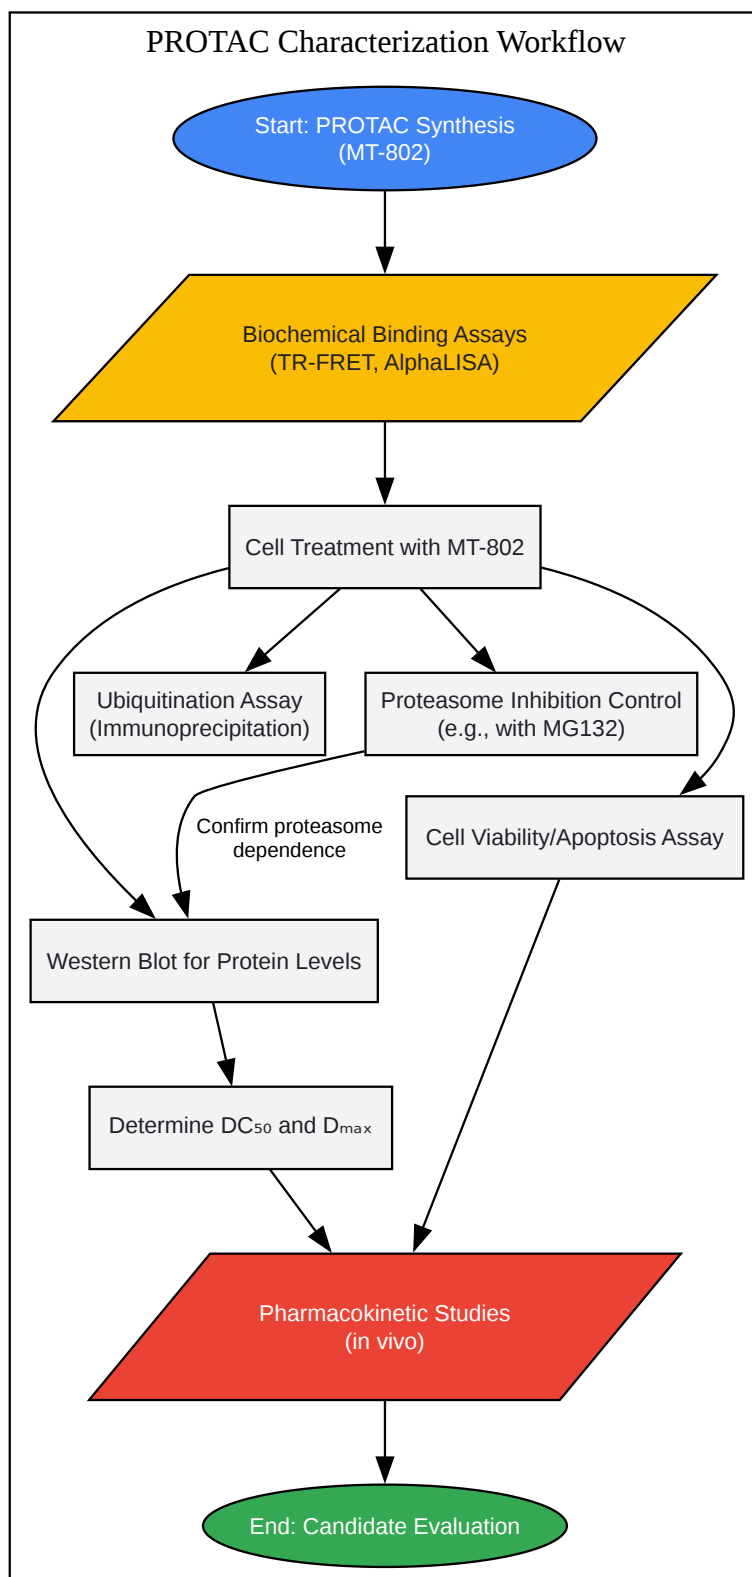 PROTAC Characterization Workflow
Start: PROTAC Synthesis
(MT-802)
Biochemical Binding Assays
(TR-FRET, AlphaLISA)
Cell Treatment with MT-802
Ubiquitination Assay
(Immunoprecipitation)
Proteasome Inhibition Control
(e.g., with MG132)
Confirm proteasome
dependence
Cell Viability/Apoptosis Assay
Western Blot for Protein Levels
Determine DC₅₀ and Dₘₐₓ
Pharmacokinetic Studies
(in vivo)
End: Candidate Evaluation